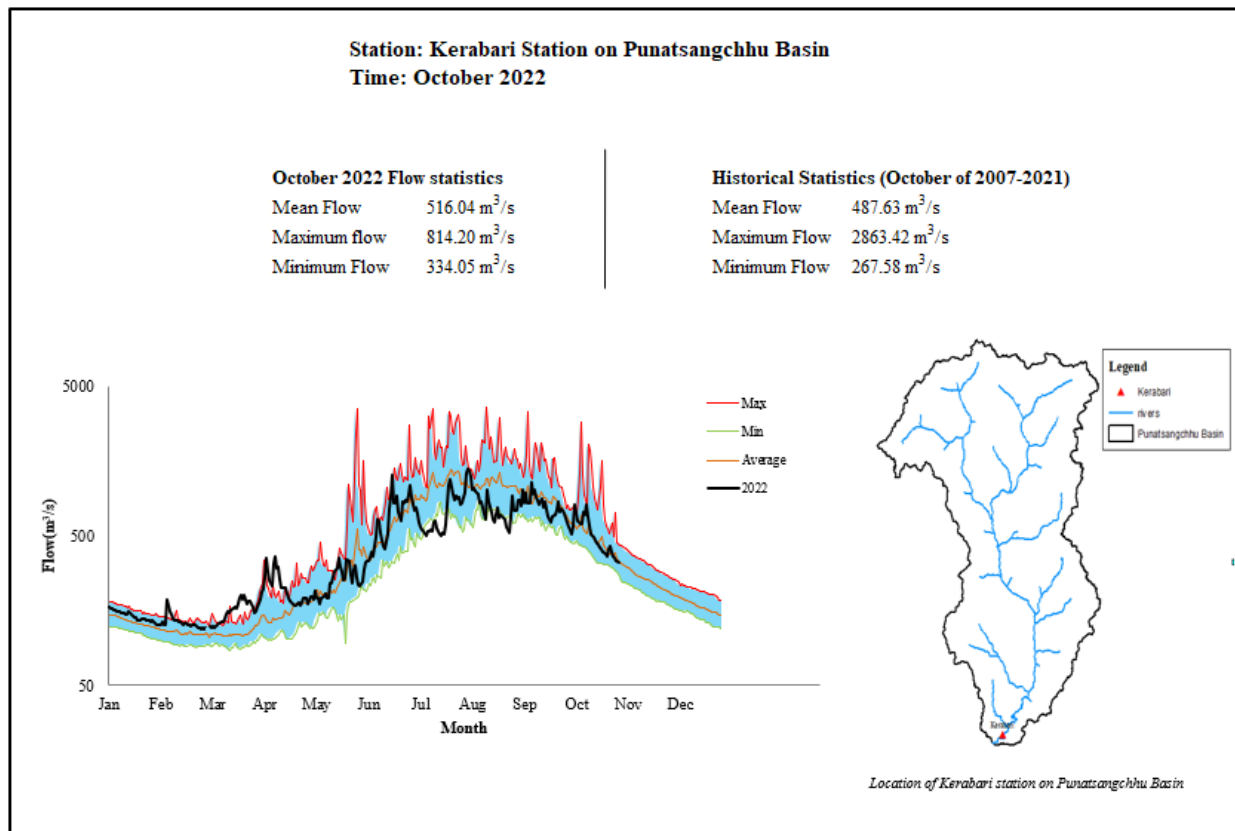 Station: Kerabari Station on Punatsangchhu Basin
Time: October 2022
October 2022 Flow statistics
Mean Flow 516.04 m³/s
Maximum flow 814.20 m³/s
Minimum Flow 334.05 m³/s
Historical Statistics (October of 2007-2021)
Mean Flow 487.63 m³/s
Maximum Flow 2863.42 m³/s
Minimum Flow 267.58 m³/s
5000
500
50
Flow(m³/s)
Jan Feb Mar Apr May Jun Jul Aug Sep Oct Nov Dec
Month
Max
Min
Average
2022
Legend
Kerabari
rivers
Punatsangchhu Basin
Kerabari
Location of Kerabari station on Punatsangchhu Basin